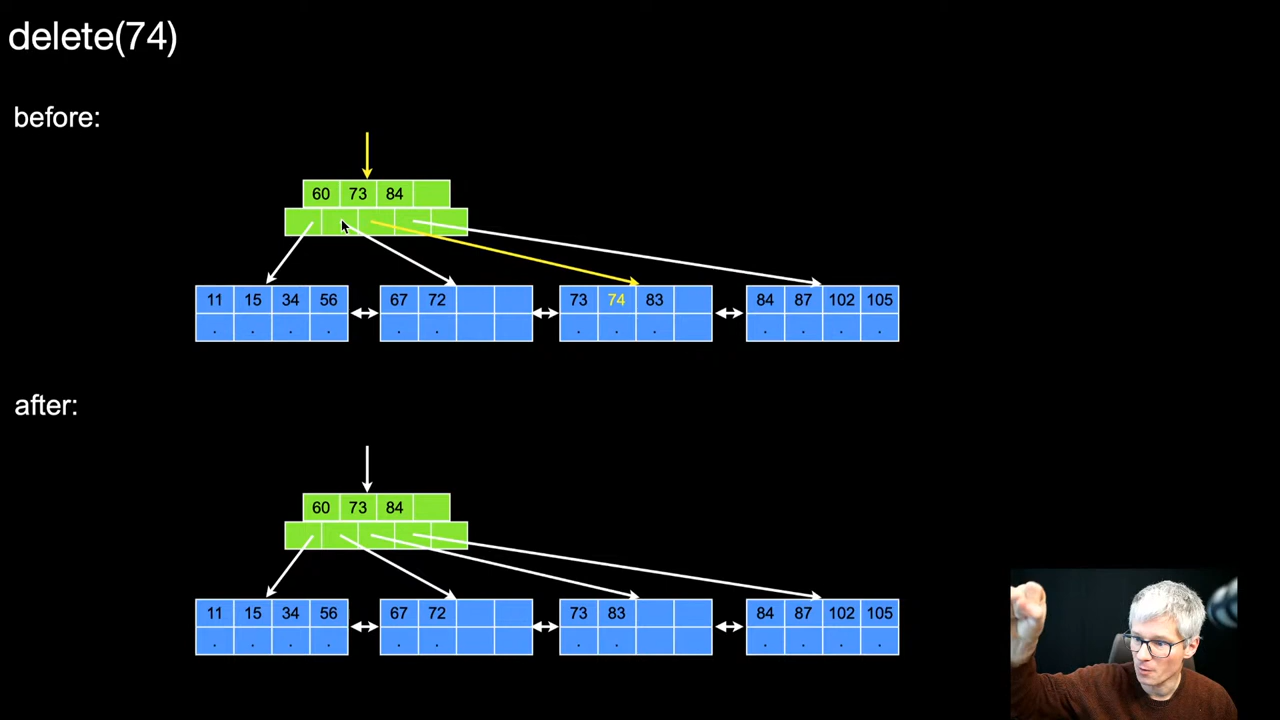 delete(74)
before:
60 73 84
11 15 34 56 67 72 73 74 83 84 87 102 105
. . . . . . . . . . . . .
after:
60 73 84
11 15 34 56 67 72 73 83 84 87 102 105
. . . . . . . . . . . .